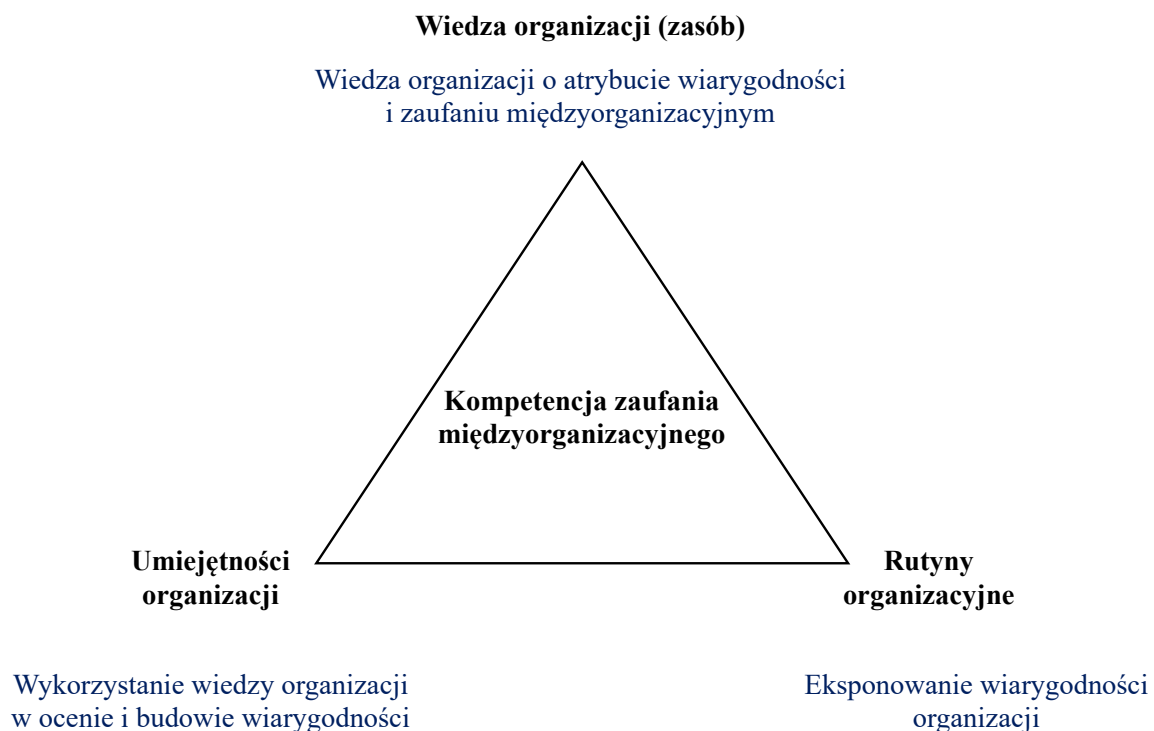 Wiedza organizacji (zasób)
Wiedza organizacji o atrybucie wiarygodności
i zaufaniu międzyorganizacyjnym
Kompetencja zaufania
międzyorganizacyjnego
Umiejętności
organizacji
Rutyny
organizacyjne
Wykorzystanie wiedzy organizacji
w ocenie i budowie wiarygodności
Eksponowanie wiarygodności
organizacji